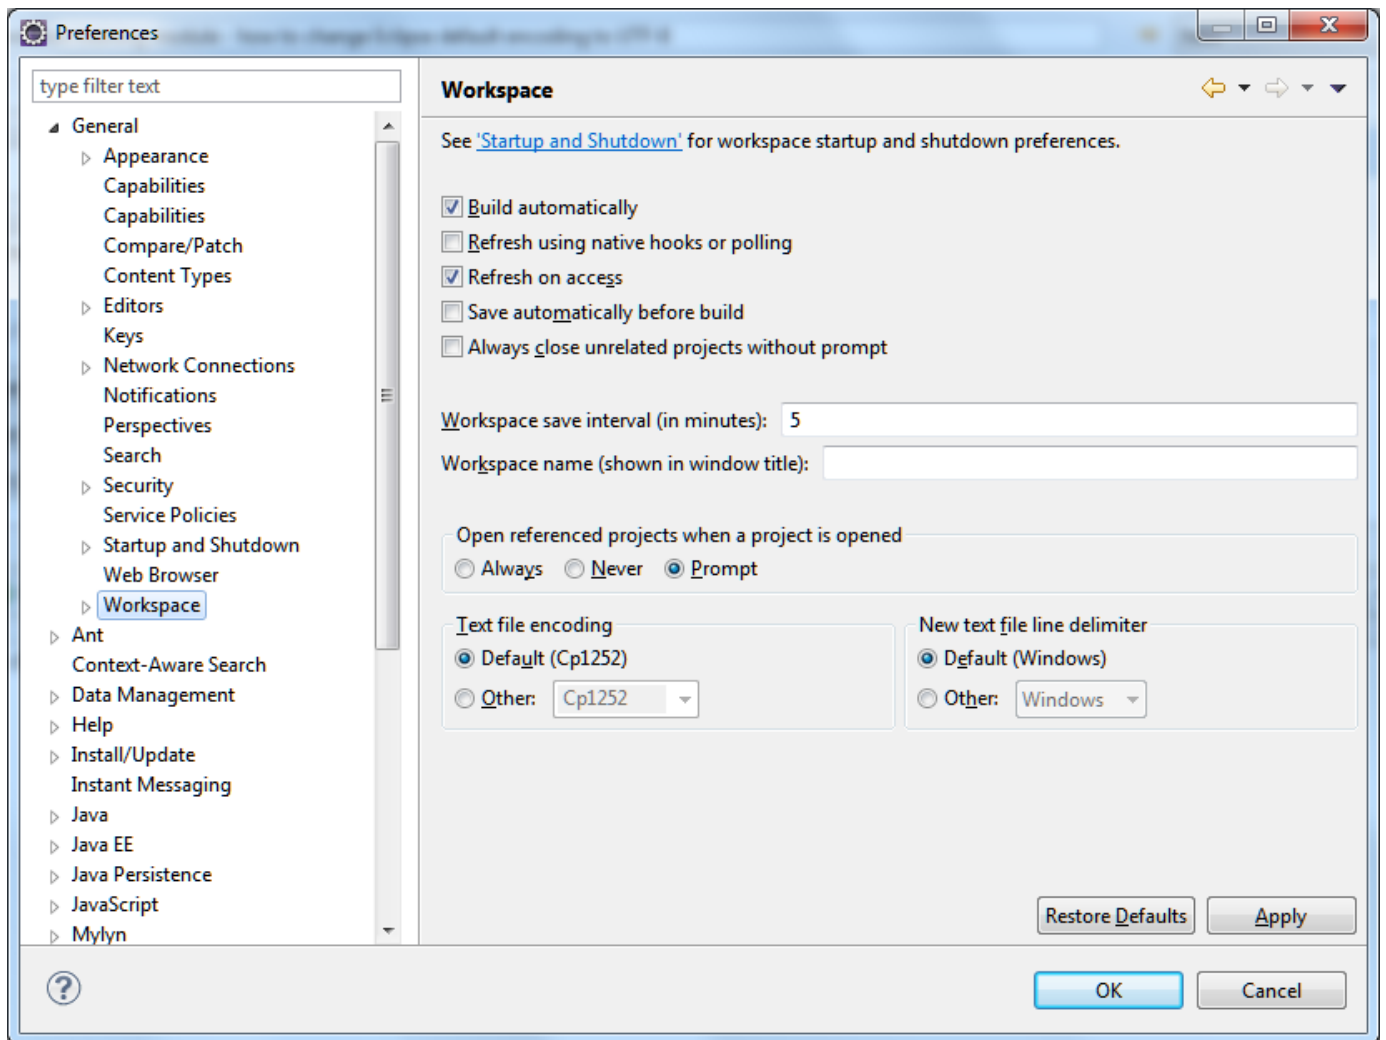 Preferences
type filter text
General
Appearance
Capabilities
Capabilities
Compare/Patch
Content Types
Editors
Keys
Network Connections
Notifications
Perspectives
Search
Security
Service Policies
Startup and Shutdown
Web Browser
Workspace
Ant
Context-Aware Search
Data Management
Help
Install/Update
Instant Messaging
Java
Java EE
Java Persistence
JavaScript
Mylyn
Workspace
See 'Startup and Shutdown' for workspace startup and shutdown preferences.
Build automatically
Refresh using native hooks or polling
Refresh on access
Save automatically before build
Always close unrelated projects without prompt
Workspace save interval (in minutes): 5
Workspace name (shown in window title):
Open referenced projects when a project is opened
Always Never Prompt
Text file encoding
Default (Cp1252)
Other: Cp1252
New text file line delimiter
Default (Windows)
Other: Windows
Restore Defaults Apply
OK Cancel